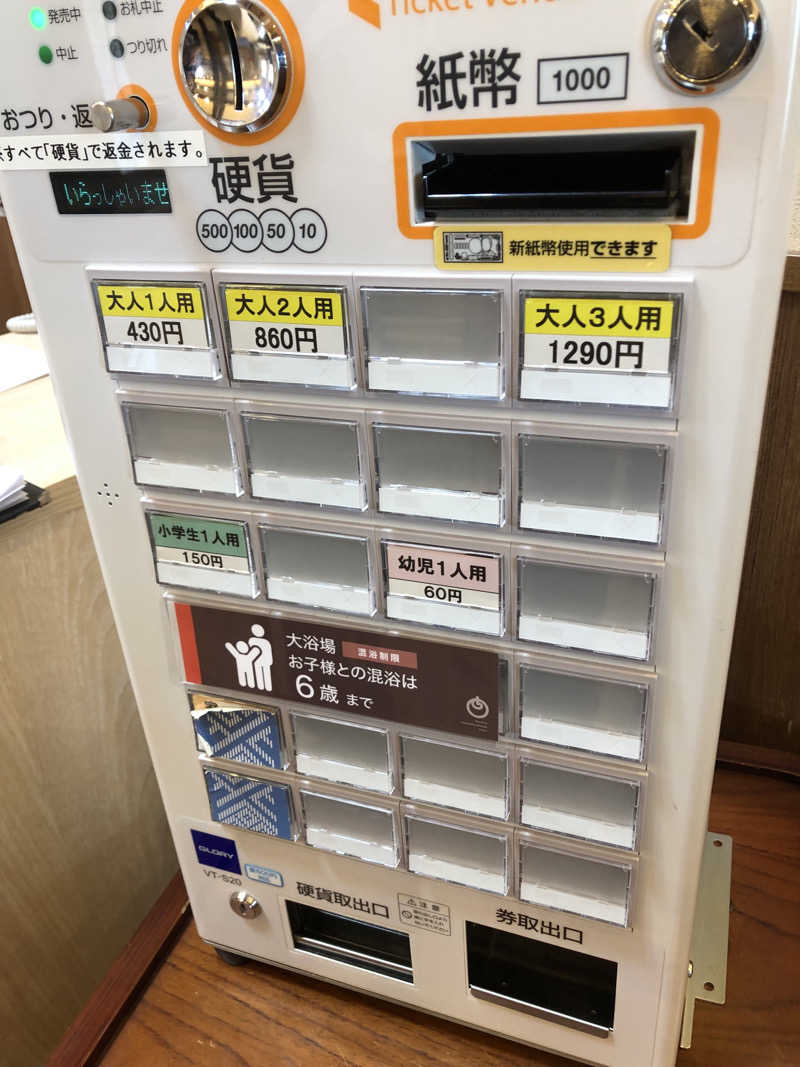 発売中
お札中止
中止
つり切れ
Ticket Vend
おつり・返
すべて「硬貨」で返金されます。
いらっしゃいませ
硬貨
500 100 50 10
紙幣
1000
新紙幣使用できます
大人1人用
430円
大人2人用
860円
大人3人用
1290円
小学生1人用
150円
幼児1人用
60円
大浴場 混浴制限
お子様との混浴は
6歳 まで
GLORY
VT-S20
硬貨取出口
注意
券取出口